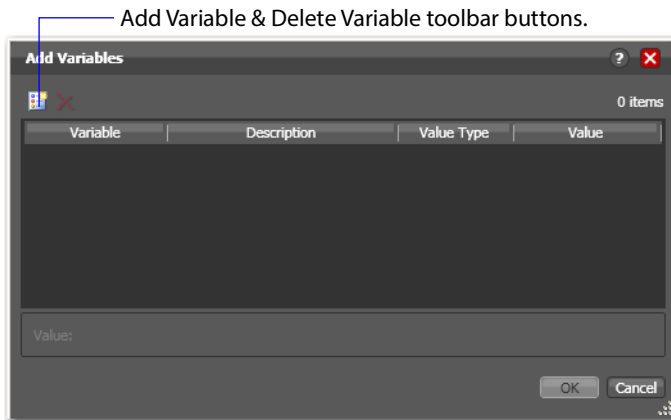 Add Variable & Delete Variable toolbar buttons.
Add Variables ?
0 items
Variable Description Value Type Value
Value:
OK Cancel